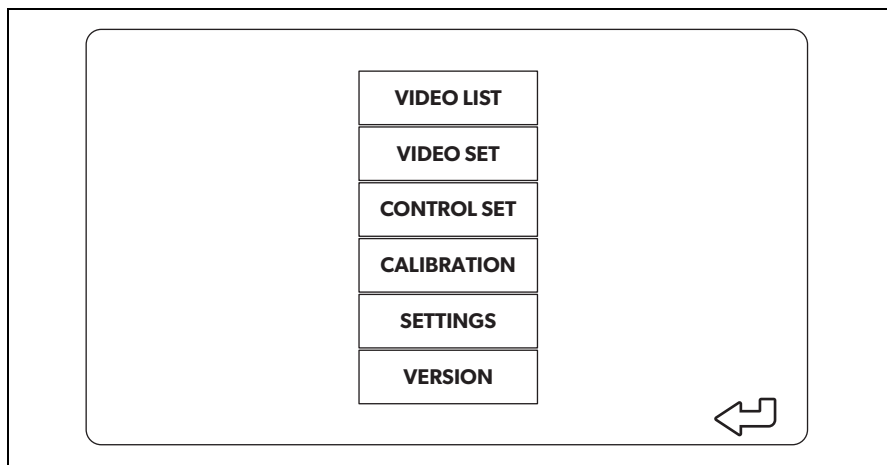 VIDEO LIST
VIDEO SET
CONTROL SET
CALIBRATION
SETTINGS
VERSION